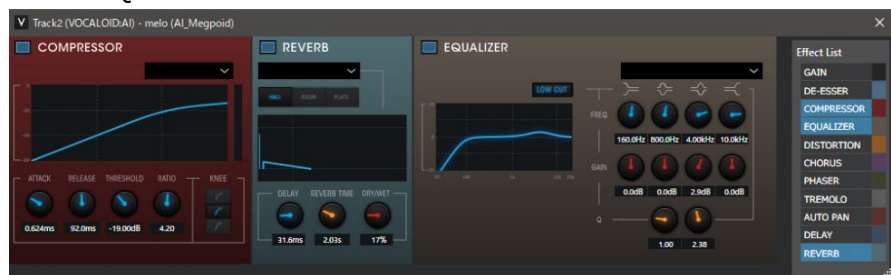 V Track2 (VOCALOID:AI) - melo (AI_Megpoid)
COMPRESSOR
ATTACK RELEASE THRESHOLD RATIO KNEE
0.624ms 92.0ms -19.00dB 4.20
REVERB
HALL ROOM PLATE
DELAY REVERB TIME DRY/WET
31.6ms 2.03s 17%
EQUALIZER
LOW CUT
FREQ
160.0Hz 800.0Hz 4.00kHz 10.0kHz
GAIN
0.0dB 0.0dB 2.9dB 0.0dB
Q
1.00 2.38
Effect List
GAIN
DE-ESSER
COMPRESSOR
EQUALIZER
DISTORTION
CHORUS
PHASER
TREMOLO
AUTO PAN
DELAY
REVERB